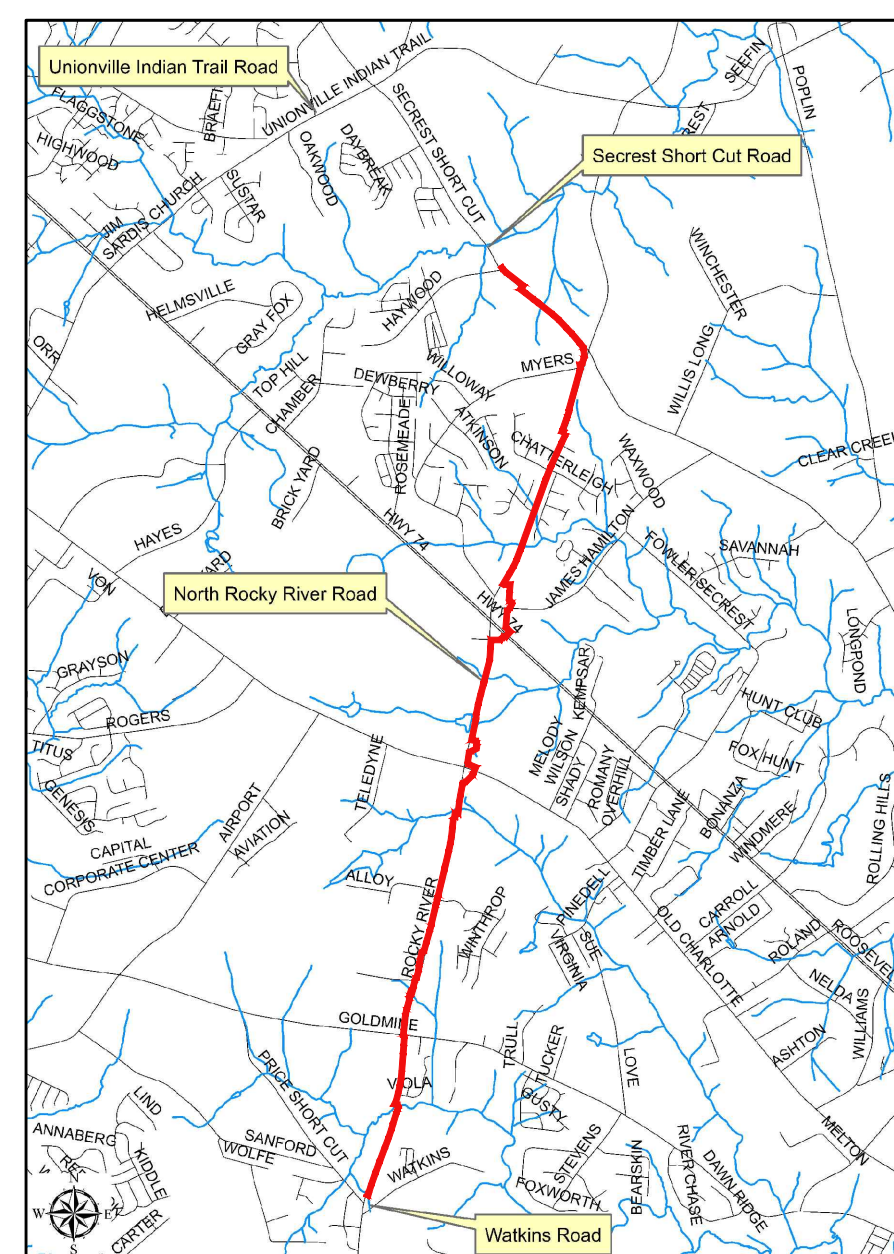 Unionville Indian Trail Road
UNIONVILLE INDIAN TRAIL
SEEFIN
POPLIN
FLAGGSTONE
SECREST SHORT CUT
HIGHWOOD
OAKWOOD
DAYBREAK
Secrest Short Cut Road
SUSTAR
JIM
SARDIS CHURCH
WINCHESTER
HELMSVILLE
GRAY FOX
HAYWOOD
ORR
TOP HILL
CHAMBER
DEWBERRY
WILLOWAY
MYERS
WILLIS LONG
ROSEMEADE
ATKINSON
CHATTERLEIGH
WAXWOOD
CLEAR CREEK
BRICK YARD
HWY 74
HAYES
JAMES HAMILTON
FOWLER SECREST
SAVANNAH
VON
North Rocky River Road
HWY 74
LONGPOND
GRAYSON
KEMPSAR
ROGERS
HUNT CLUB
TITUS
TELEDYNE
MELODY
WILSON
SHADY
ROMANY
OVERHILL
FOX HUNT
GENESIS
AIRPORT
AVIATION
TIMBER LANE
BONANZA
WINDMERE
ROLLING HILLS
CAPITAL
CORPORATE CENTER
ALLOY
ROCKY RIVER
WINTHROP
PINEDELL
SUE
VIRGINIA
OLD CHARLOTTE
CARROLL
ARNOLD
ROLAND
ROOSEVEL
NELDA
WILLIAMS
GOLDMINE
TRULL
TUCKER
LOVE
ASHTON
PRICE SHORT CUT
VIOLA
GUSTY
MELTON
LIND
ANNABERG
KIDDLE
SANFORD
WOLFE
WATKINS
STEVENS
FOXWORTH
BEARSKIN
RIVER CHASE
DAWN RIDGE
N
W
E
S
CARTER
Watkins Road